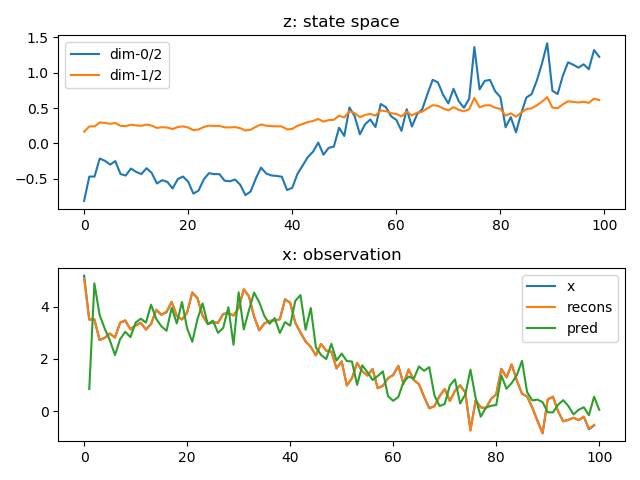 z: state space
1.5
1.0
0.5
0.0
−0.5
dim-0/2
dim-1/2
0 20 40 60 80 100
x: observation
4
2
0
x
recons
pred
0 20 40 60 80 100